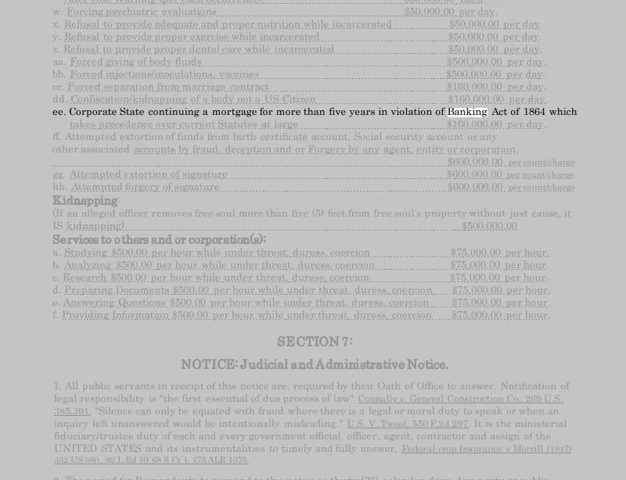 w. Forcing psychiatric evaluations $50,000.00 per day.
x. Refusal to provide adequate and proper nutrition while incarcerated $50,000.00 per day
y. Refusal to provide proper exercise while incarcerated $50,000.00 per day.
z. Refusal to provide proper dental care while incarcerated $50,000.00 per day.
aa. Forced giving of body fluids $500,000.00 per day.
bb. Forced injections/inoculations, vaccines $500,000.00 per day.
cc. Forced separation from marriage contract $160,000.00 per day.
dd. Confiscation/kidnapping of a body not a US Citizen $160,000.00 per day.
ee. Corporate State continuing a mortgage for more than five years in violation of Banking Act of 1864 which
takes precedence over current Statutes at large $160,000.00 per day.
ff. Attempted extortion of funds from birth certificate account, Social security account or any
other associated accounts by fraud, deception and or Forgery by any agent, entity or corporation.
$600,000.00 per count/charge
gg. Attempted extortion of signature $600,000.00 per count/charge
hh. Attempted forgery of signature $600,000.00 per count/charge
Kidnapping
(If an alleged officer removes free soul more than five (5) feet from free soul's property without just cause, it
IS kidnapping) $500,000.00
Services to others and or corporation(s):
a. Studying $500.00 per hour while under threat, duress, coercion $75,000.00 per hour.
b. Analyzing $500.00 per hour while under threat, duress, coercion $75,000.00 per hour.
c. Research $500.00 per hour while under threat, duress, coercion $75,000.00 per hour.
d. Preparing Documents $500.00 per hour while under threat, duress, coercion $75,000.00 per hour.
e. Answering Questions $500.00 per hour while under threat, duress, coercion $75,000.00 per hour.
f. Providing Information $500.00 per hour while under threat, duress, coercion $75,000.00 per hour.
SECTION 7:
NOTICE: Judicial and Administrative Notice.
1. All public servants in receipt of this notice are, required by their Oath of Office to answer. Notification of
legal responsibility is "the first essential of due process of law" Connally v. General Construction Co., 269 U.S.
385,391. "Silence can only be equated with fraud where there is a legal or moral duty to speak or when an
inquiry left unanswered would be intentionally misleading." U.S. V. Tweel, 550 F.2d.297. It is the ministerial
fiduciary/trustee duty of each and every government official, officer, agent, contractor and assign of the
UNITED STATES and its instrumentalities to timely and fully answer. Federal crop Insurance v Merrill (1947)
332 US 380, 92 L Ed 10, 68 S Ct 1, 175 ALR 1075.